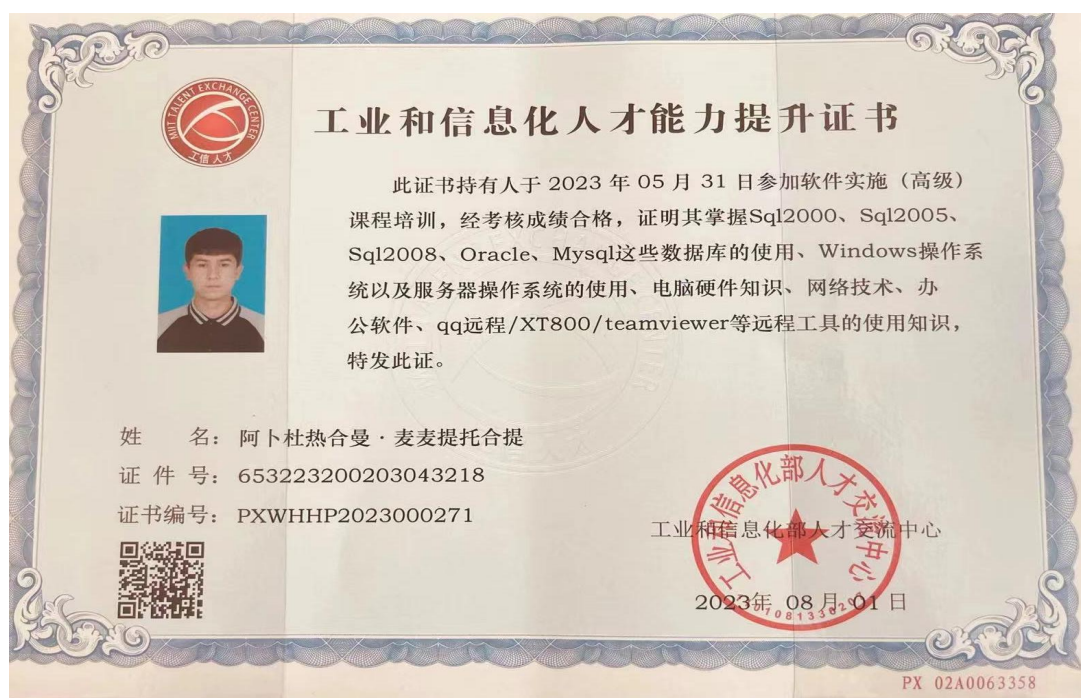 MIIT TALENT EXCHANGE CENTER
工信人才
工业和信息化人才能力提升证书
此证书持有人于 2023 年 05 月 31 日参加软件实施（高级）
课程培训，经考核成绩合格，证明其掌握Sql2000、Sql2005、
Sql2008、Oracle、Mysql这些数据库的使用、Windows操作系
统以及服务器操作系统的使用、电脑硬件知识、网络技术、办
公软件、qq远程/XT800/teamviewer等远程工具的使用知识，
特发此证。
姓 名：阿卜杜热合曼·麦麦提托合提
证 件 号：653223200203043218
证书编号：PXWHHP2023000271
工业和信息化部人才交流中心
工业和信息化部人才交流中心
2023年 08 月 01 日
PX 02A0063358